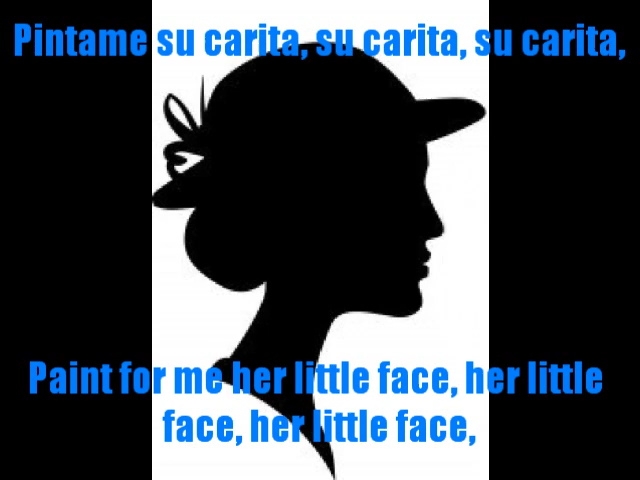 Pintame su carita, su carita, su carita,
Paint for me her little face, her little
face, her little face,